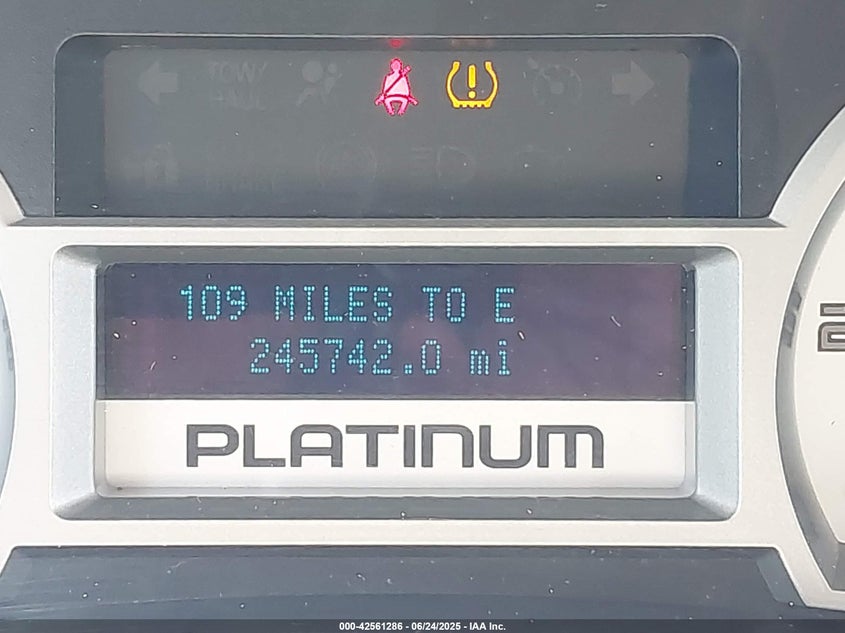 TOW/
HAUL
109 MILES TO E
245742.0 mi
PLATINUM
000-42561286 - 06/24/2025 - IAA Inc.